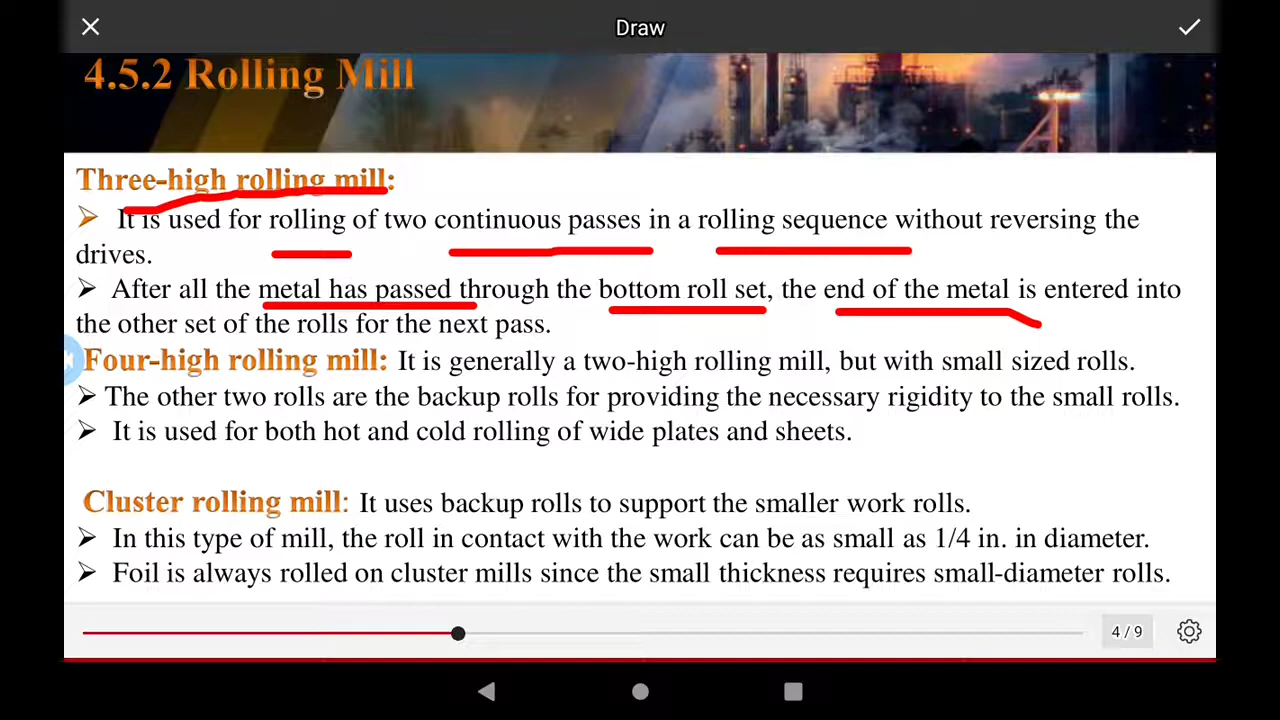 Draw
4.5.2 Rolling Mill
Three-high rolling mill:
It is used for rolling of two continuous passes in a rolling sequence without reversing the
drives.
After all the metal has passed through the bottom roll set, the end of the metal is entered into
the other set of the rolls for the next pass.
Four-high rolling mill: It is generally a two-high rolling mill, but with small sized rolls.
The other two rolls are the backup rolls for providing the necessary rigidity to the small rolls.
It is used for both hot and cold rolling of wide plates and sheets.
Cluster rolling mill: It uses backup rolls to support the smaller work rolls.
In this type of mill, the roll in contact with the work can be as small as 1/4 in. in diameter.
Foil is always rolled on cluster mills since the small thickness requires small-diameter rolls.
4 / 9